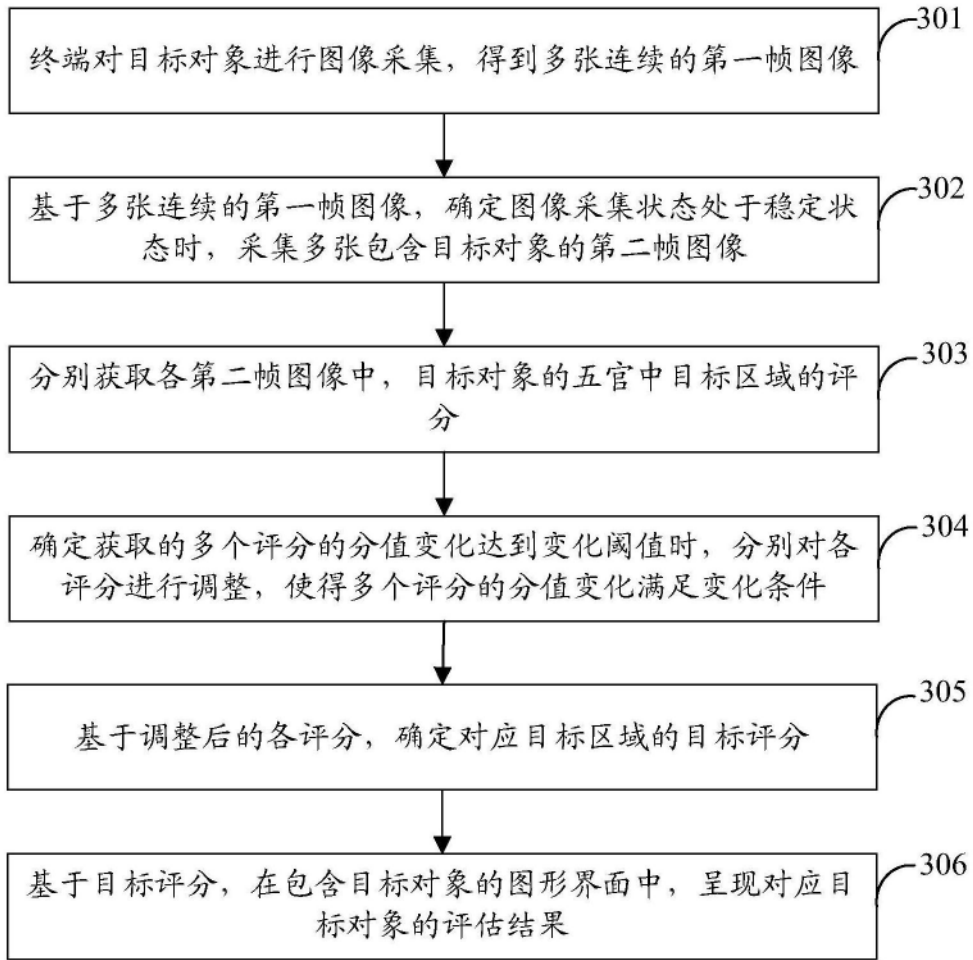 301
终端对目标对象进行图像采集，得到多张连续的第一帧图像
302
基于多张连续的第一帧图像，确定图像采集状态处于稳定状
态时，采集多张包含目标对象的第二帧图像
303
分别获取各第二帧图像中，目标对象的五官中目标区域的评
分
304
确定获取的多个评分的分值变化达到变化阈值时，分别对各
评分进行调整，使得多个评分的分值变化满足变化条件
305
基于调整后的各评分，确定对应目标区域的目标评分
306
基于目标评分，在包含目标对象的图形界面中，呈现对应目
标对象的评估结果